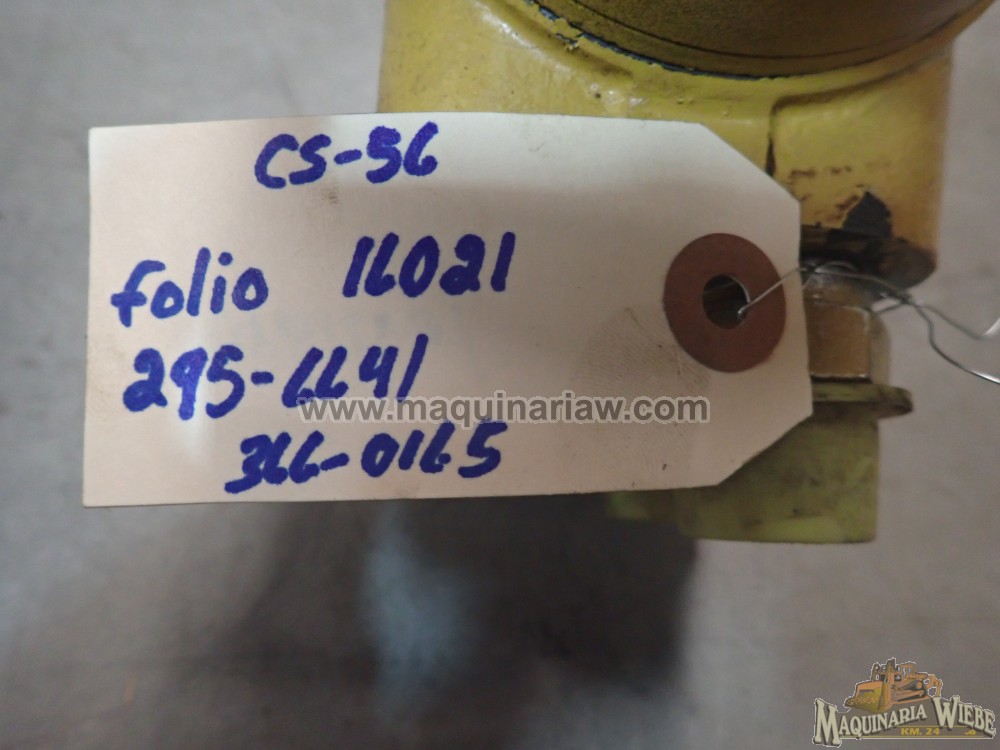 CS-56
folio 16021
295-6641
366-0165
www.maquinariaw.com
MAQUINARIA WIEBE
KM. 24